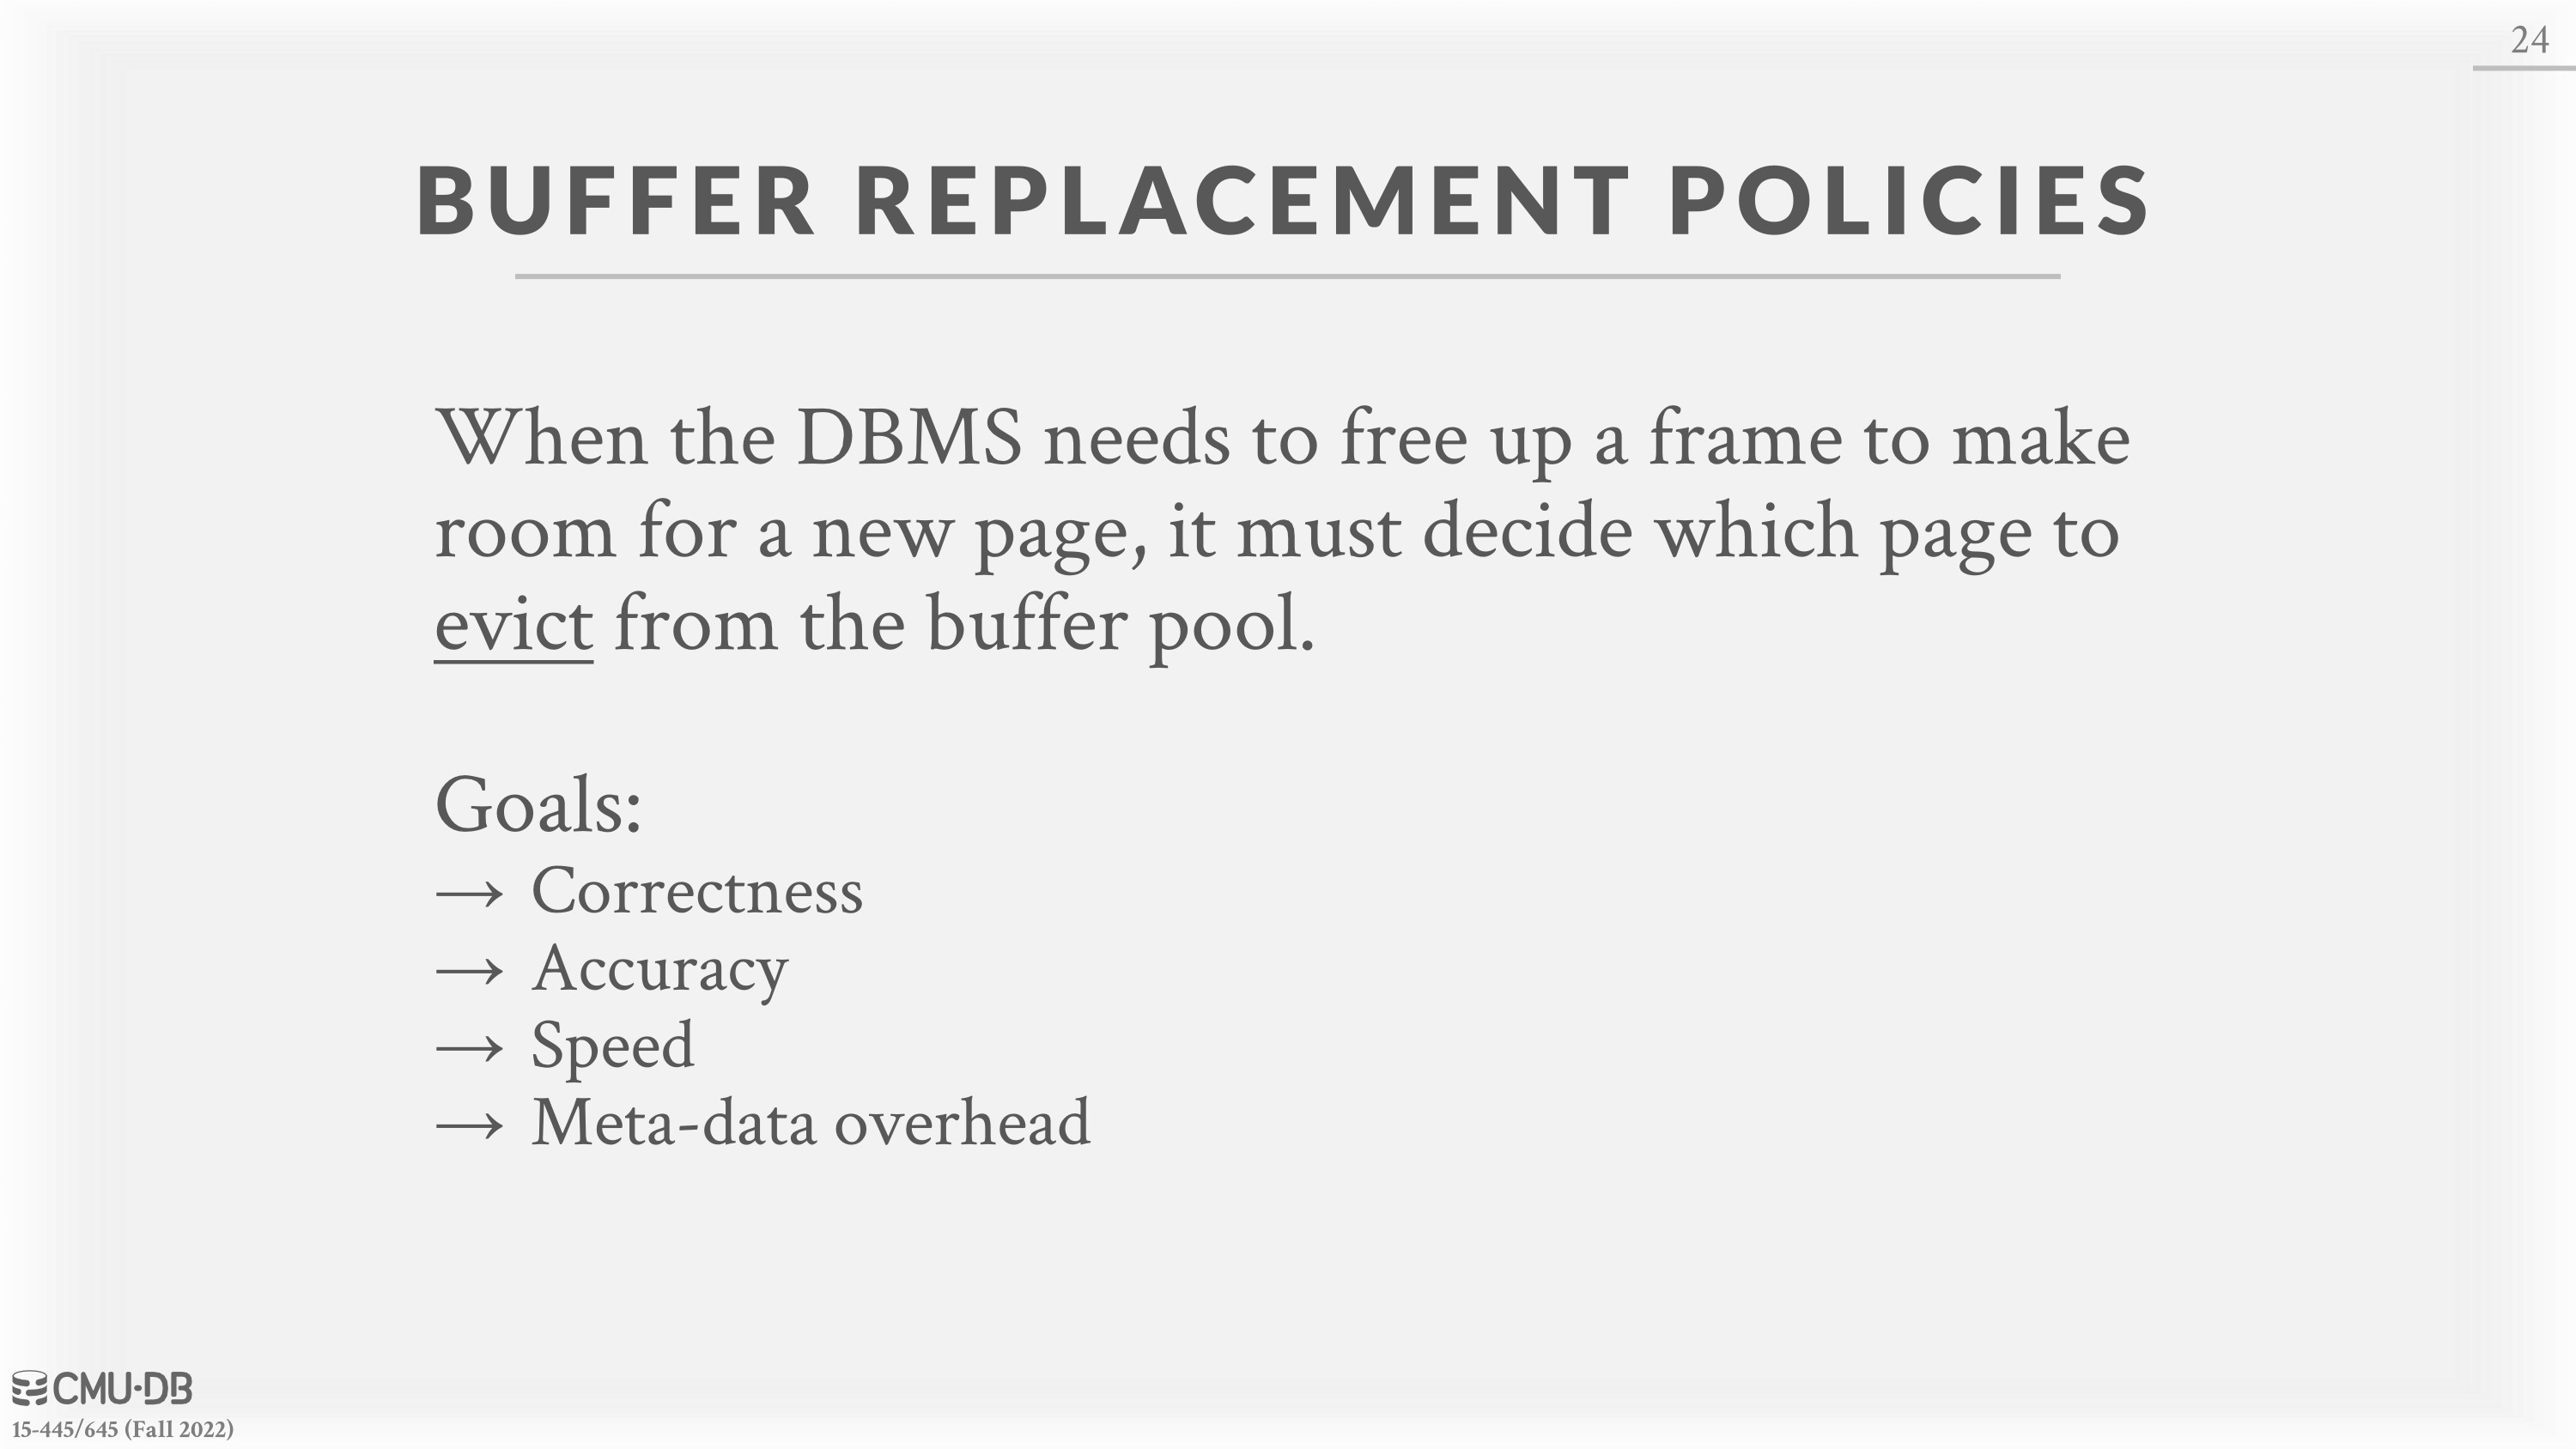 24
BUFFER REPLACEMENT POLICIES
When the DBMS needs to free up a frame to make
room for a new page, it must decide which page to
evict from the buffer pool.
Goals:
→ Correctness
→ Accuracy
→ Speed
→ Meta-data overhead
CMU·DB
15-445/645 (Fall 2022)